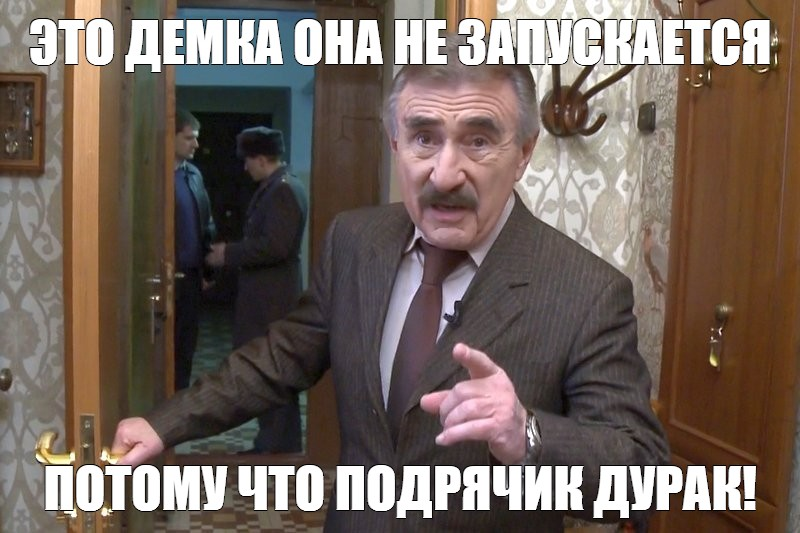 ЭТО ДЕМКА ОНА НЕ ЗАПУСКАЕТСЯ
ПОТОМУ ЧТО ПОДРЯЧИК ДУРАК!